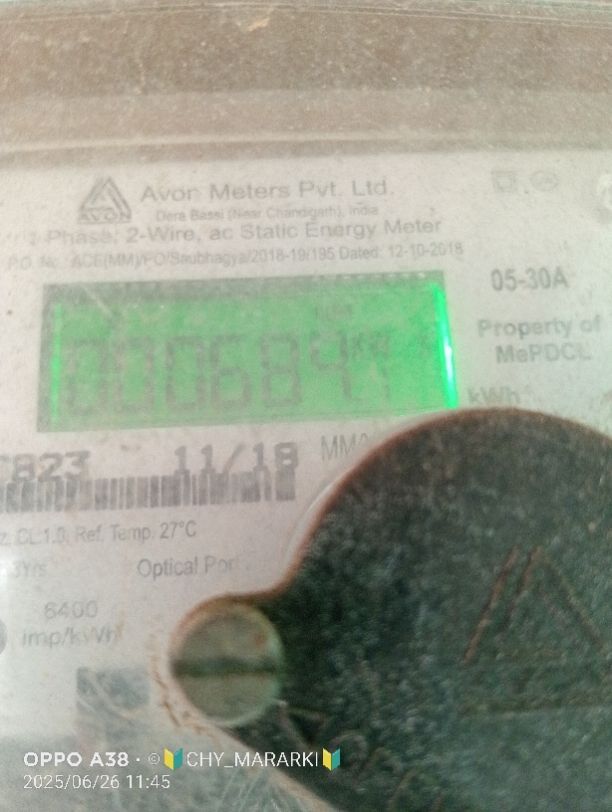 AVON
Avon Meters Pvt. Ltd.
Dera Bassi (Near Chandigarh), India
1 Phase, 2-Wire, ac Static Energy Meter
P.O. No. ACE(MM)/PO/Saubhagya/2018-19/195 Dated: 12-10-2018
05-30A
Property of
MePDCL
000684
kWh
823 11/18
CL 1.0, Ref. Temp. 27°C
3Yrs Optical Por
6400
imp/kWh
OPPO A38 · © 🔰CHY_MARARKI🔰
2025/06/26 11:45